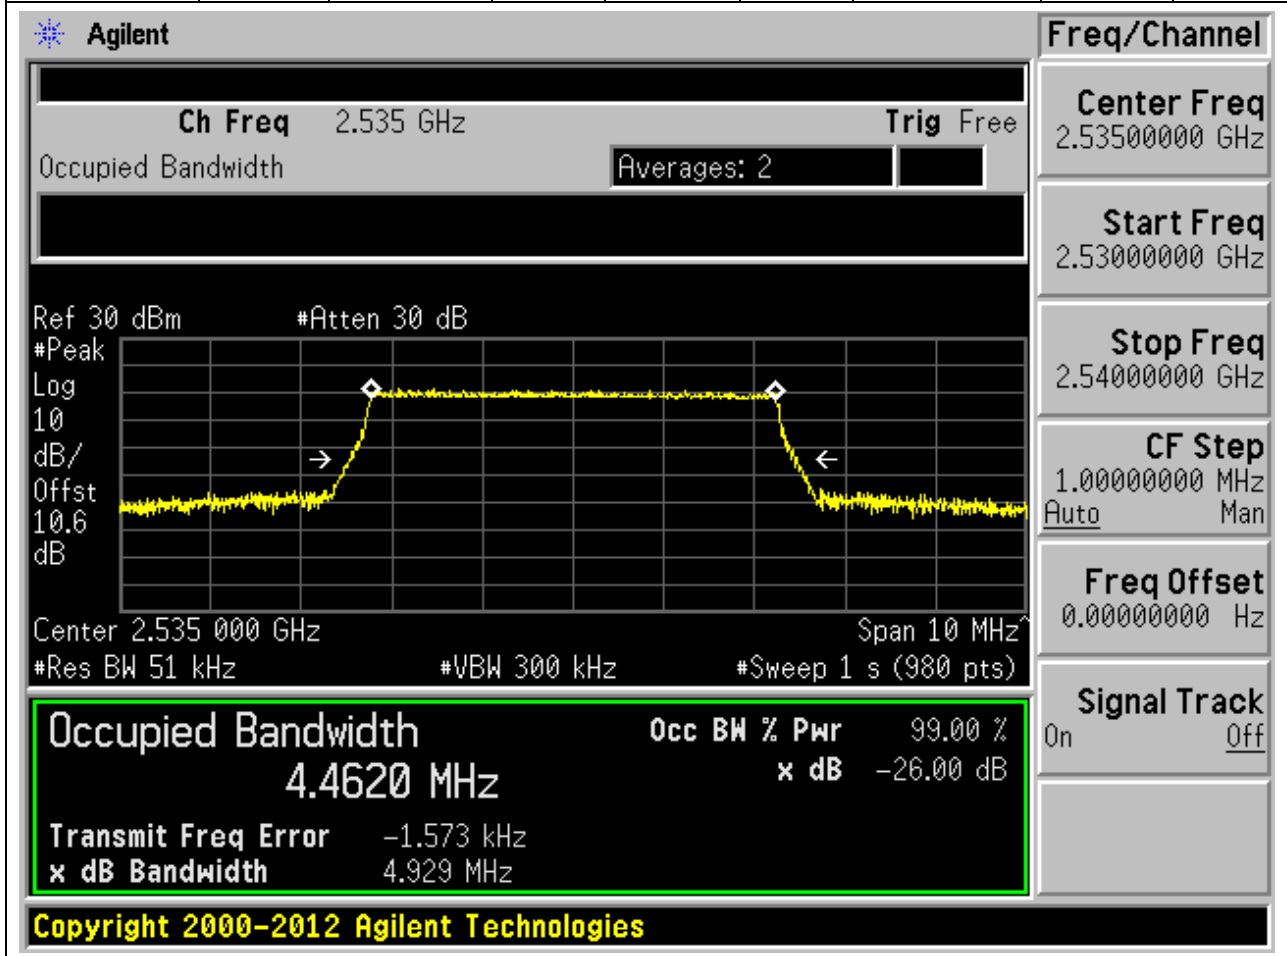 Agilent
Freq/Channel
Ch Freq 2.535 GHz Trig Free
Occupied Bandwidth Averages: 2
Center Freq
2.53500000 GHz
Start Freq
2.53000000 GHz
Stop Freq
2.54000000 GHz
CF Step
1.00000000 MHz
Auto Man
Freq Offset
0.00000000 Hz
Signal Track
On Off
Ref 30 dBm #Atten 30 dB
#Peak
Log
10
dB/
Offst
10.6
dB
Center 2.535 000 GHz Span 10 MHz^
#Res BW 51 kHz #VBW 300 kHz #Sweep 1 s (980 pts)
Occupied Bandwidth
4.4620 MHz
Occ BW % Pwr 99.00 %
x dB -26.00 dB
Transmit Freq Error -1.573 kHz
x dB Bandwidth 4.929 MHz
Copyright 2000-2012 Agilent Technologies